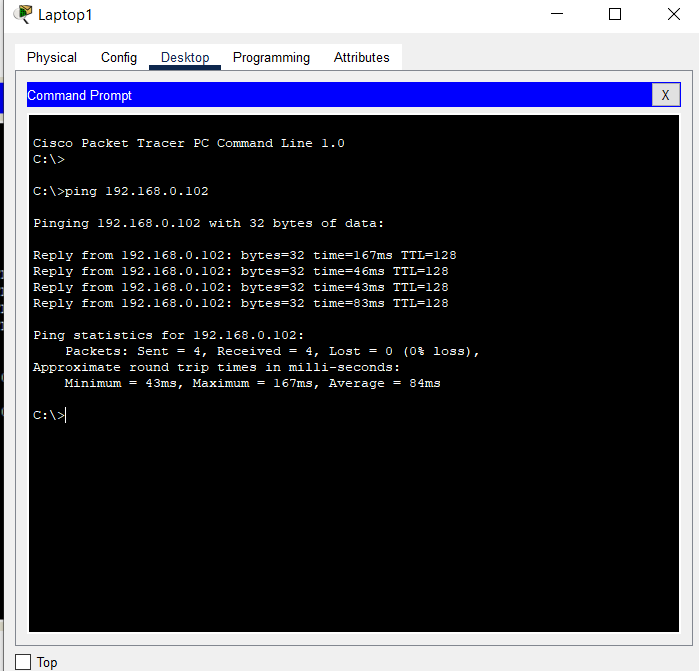 Laptop1
Physical Config Desktop Programming Attributes
Command Prompt X
Cisco Packet Tracer PC Command Line 1.0
C:\>
C:\>ping 192.168.0.102
Pinging 192.168.0.102 with 32 bytes of data:
Reply from 192.168.0.102: bytes=32 time=167ms TTL=128
Reply from 192.168.0.102: bytes=32 time=46ms TTL=128
Reply from 192.168.0.102: bytes=32 time=43ms TTL=128
Reply from 192.168.0.102: bytes=32 time=83ms TTL=128
Ping statistics for 192.168.0.102:
Packets: Sent = 4, Received = 4, Lost = 0 (0% loss),
Approximate round trip times in milli-seconds:
Minimum = 43ms, Maximum = 167ms, Average = 84ms
C:\>
Top